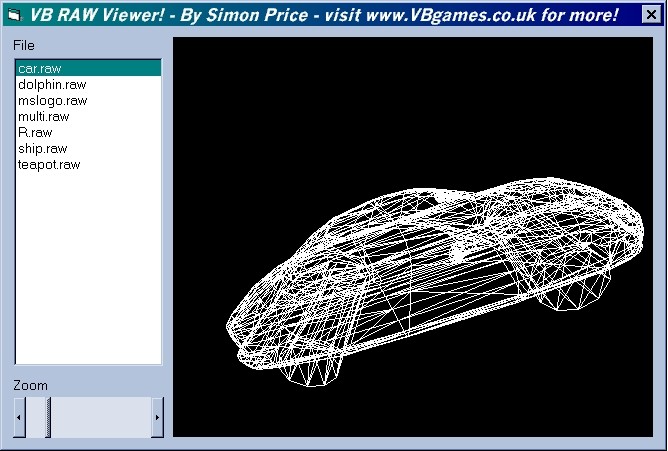 VB RAW Viewer! - By Simon Price - visit www.VBgames.co.uk for more!
File
car.raw
dolphin.raw
mslogo.raw
multi.raw
R.raw
ship.raw
teapot.raw
Zoom